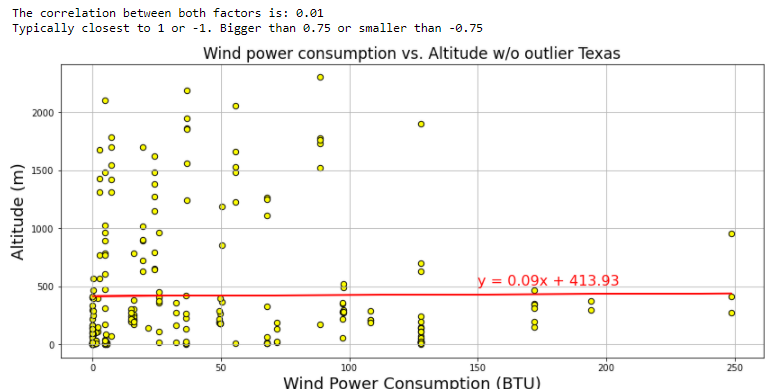 The correlation between both factors is: 0.01
Typically closest to 1 or -1. Bigger than 0.75 or smaller than -0.75
Wind power consumption vs. Altitude w/o outlier Texas
2000
1500
1000
500
0
Altitude (m)
y = 0.09x + 413.93
0 50 100 150 200 250
Wind Power Consumption (BTU)